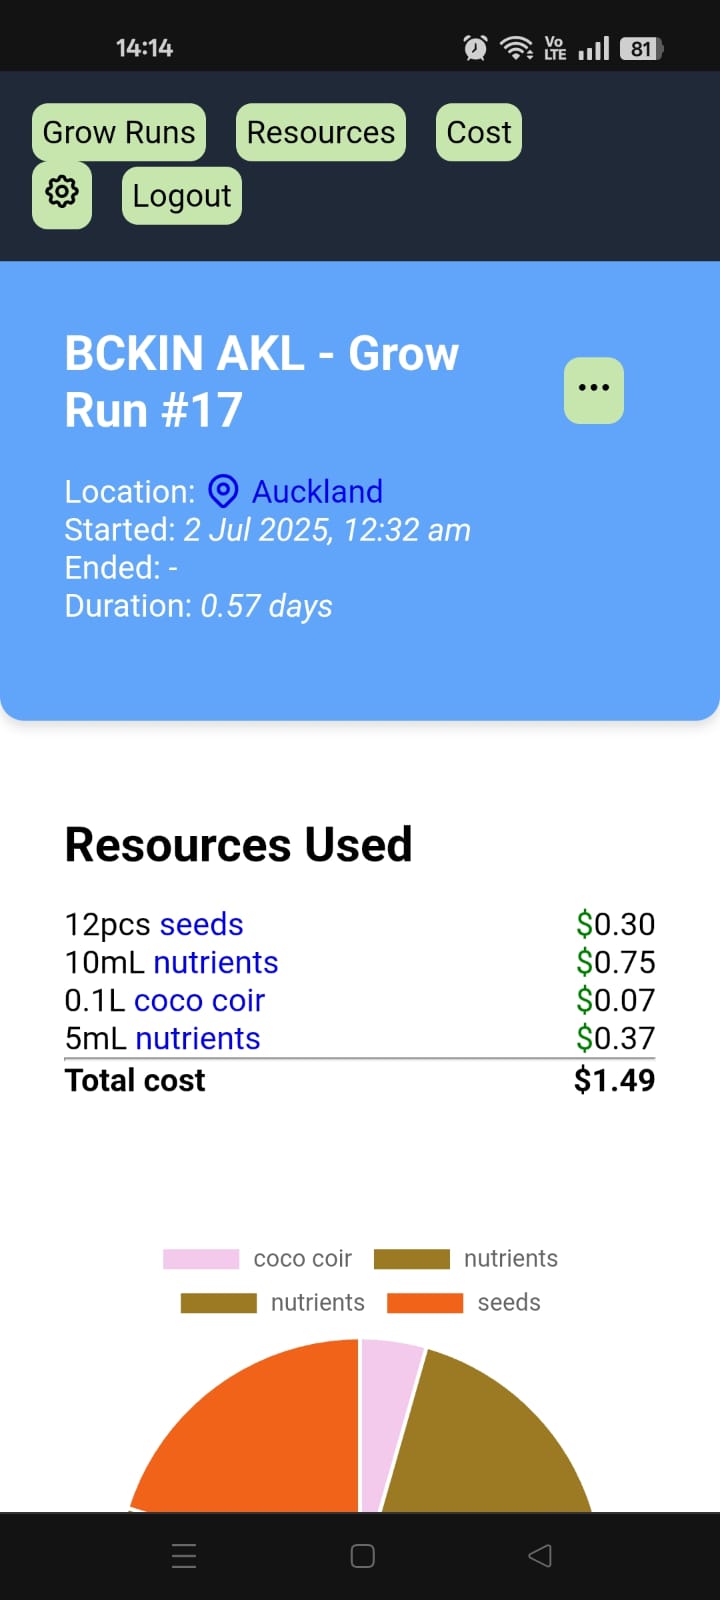 14:14
Vo LTE
81
Grow Runs Resources Cost
Logout
BCKIN AKL - Grow
Run #17
...
Location: Auckland
Started: 2 Jul 2025, 12:32 am
Ended: -
Duration: 0.57 days
Resources Used
12pcs seeds $0.30
10mL nutrients $0.75
0.1L coco coir $0.07
5mL nutrients $0.37
Total cost $1.49
coco coir nutrients
nutrients seeds